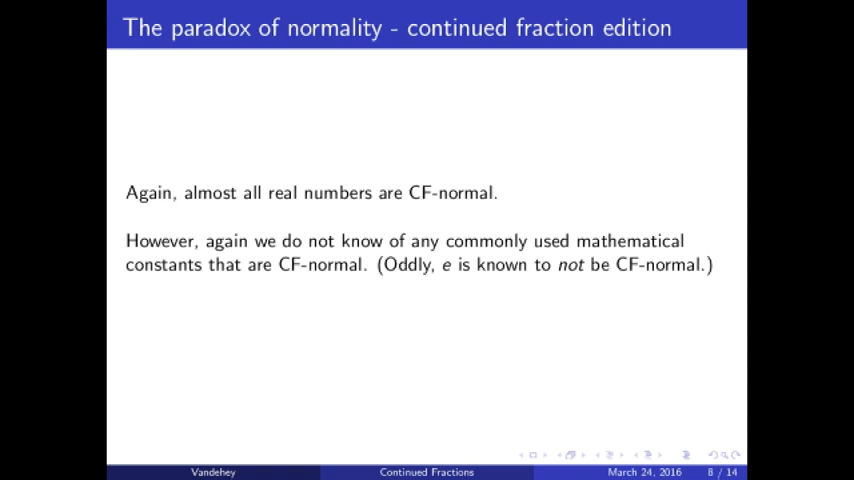 The paradox of normality - continued fraction edition
Again, almost all real numbers are CF-normal.
However, again we do not know of any commonly used mathematical
constants that are CF-normal. (Oddly, e is known to not be CF-normal.)
Vandehey
Continued Fractions
March 24, 2016
8 / 14